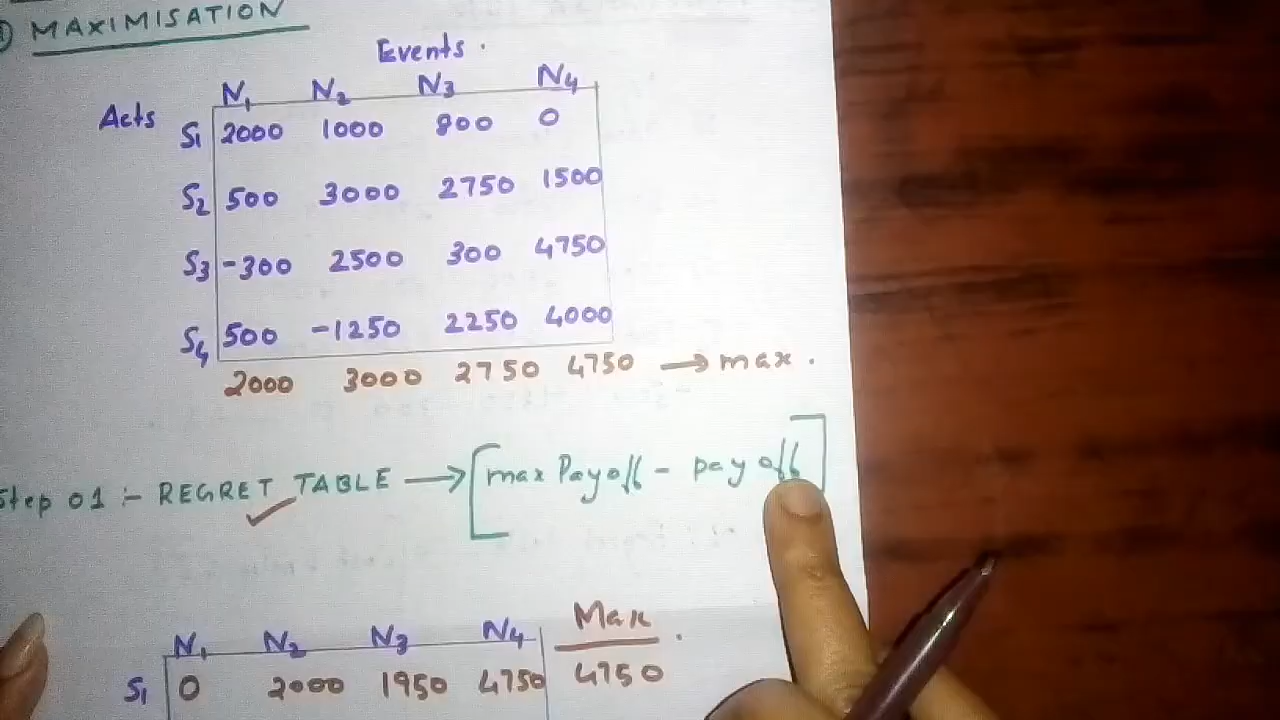 ) MAXIMISATION
Events.
Acts N1 N2 N3 N4
S1 2000 1000 800 0
S2 500 3000 2750 1500
S3 -300 2500 300 4750
S4 500 -1250 2250 4000
2000 3000 2750 4750 → max.
Step 01 :- REGRET TABLE → [max Payoff - pay off]
N1 N2 N3 N4 Max.
S1 0 2000 1950 4750 4750